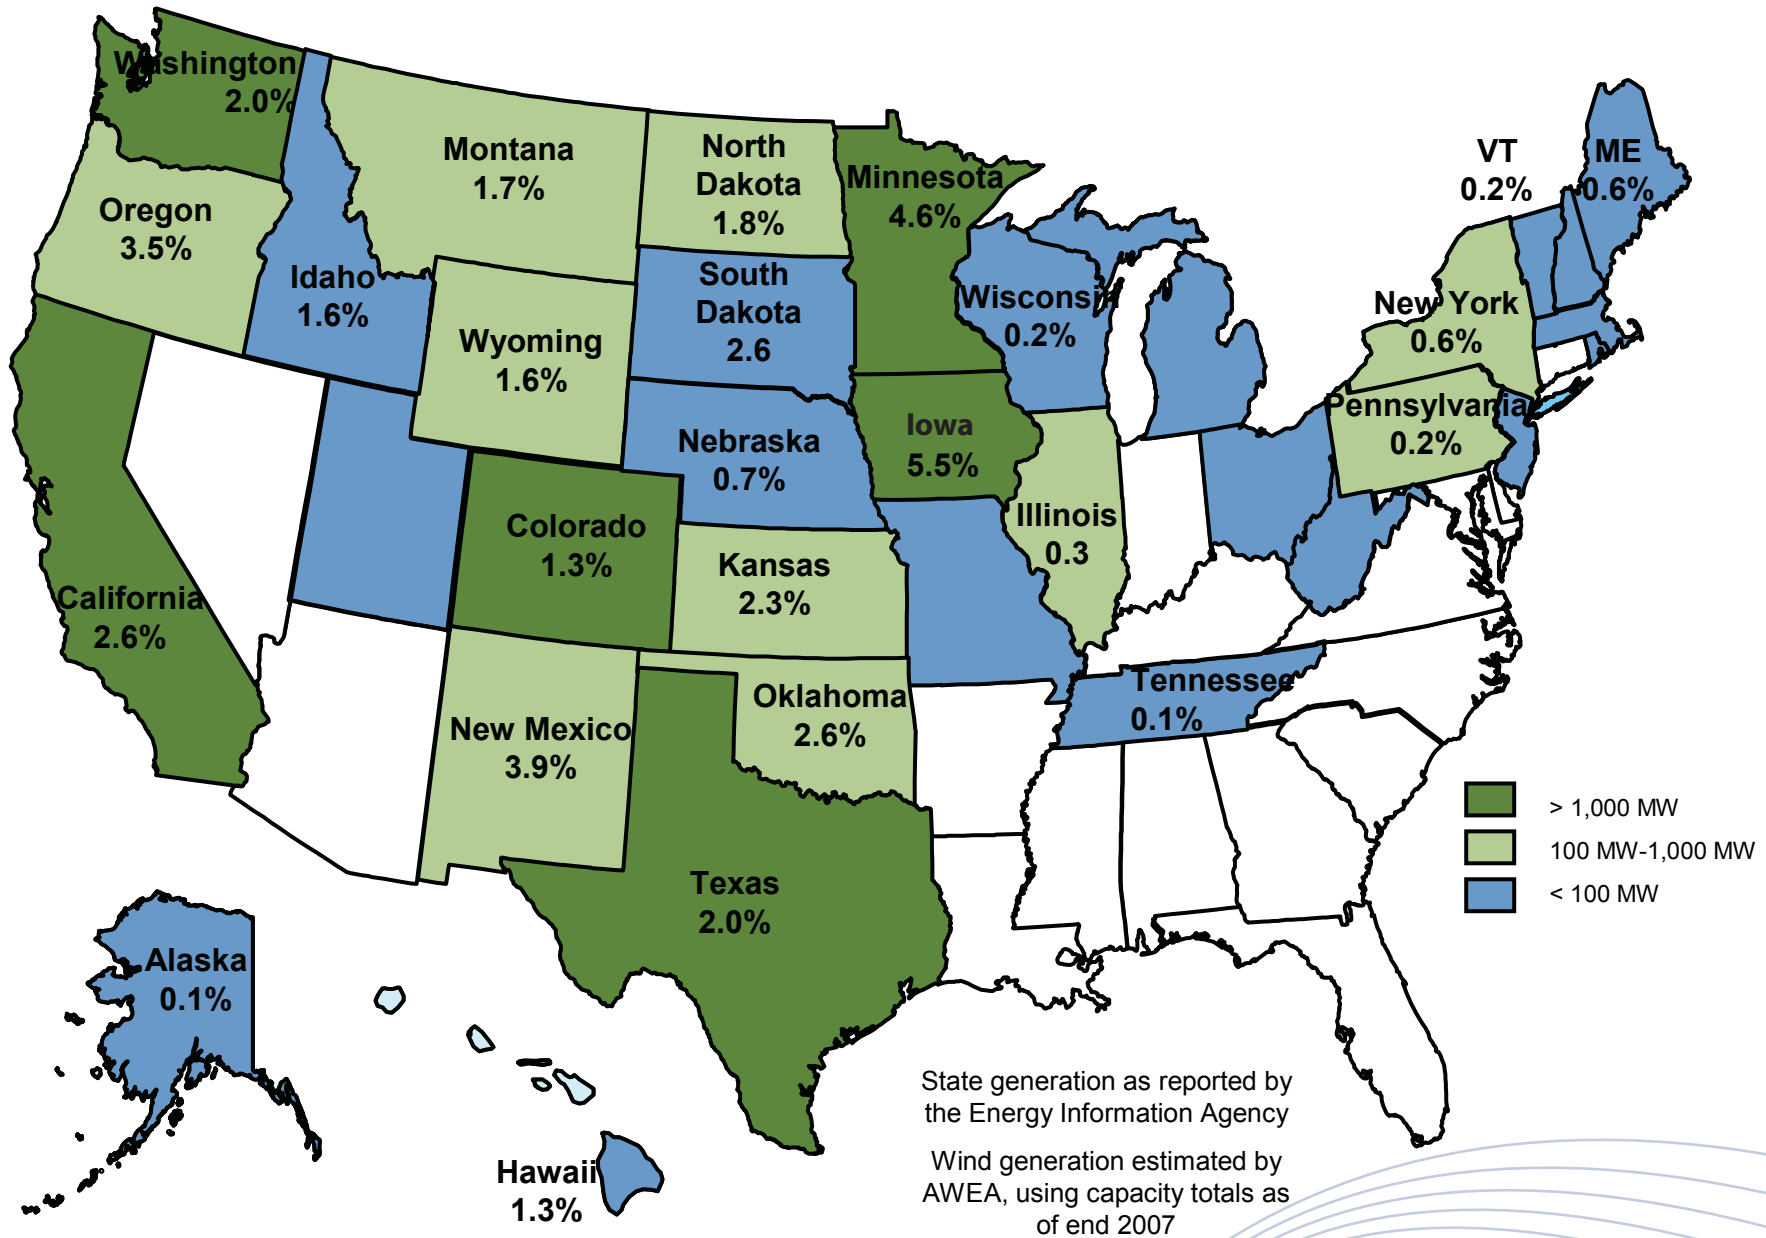 Washington
2.0%
Montana
1.7%
North
Dakota
1.8%
Minnesota
4.6%
VT
0.2%
ME
0.6%
Oregon
3.5%
Idaho
1.6%
South
Dakota
2.6
Wisconsin
0.2%
New York
0.6%
Wyoming
1.6%
Pennsylvania
0.2%
Nebraska
0.7%
Iowa
5.5%
Illinois
0.3
Colorado
1.3%
Kansas
2.3%
California
2.6%
New Mexico
3.9%
Oklahoma
2.6%
Tennessee
0.1%
Texas
2.0%
> 1,000 MW
100 MW-1,000 MW
< 100 MW
Alaska
0.1%
Hawaii
1.3%
State generation as reported by
the Energy Information Agency
Wind generation estimated by
AWEA, using capacity totals as
of end 2007